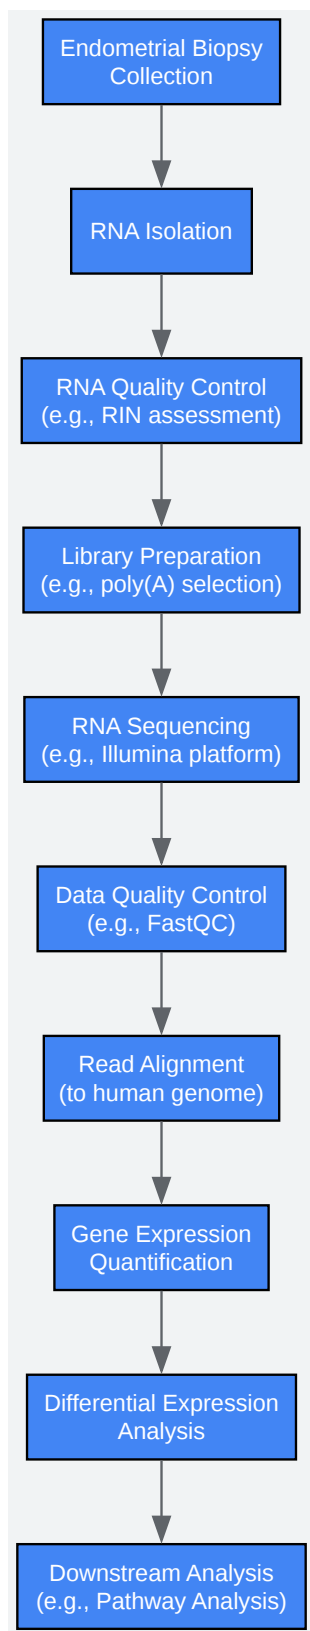 Endometrial Biopsy
Collection
RNA Isolation
RNA Quality Control
(e.g., RIN assessment)
Library Preparation
(e.g., poly(A) selection)
RNA Sequencing
(e.g., Illumina platform)
Data Quality Control
(e.g., FastQC)
Read Alignment
(to human genome)
Gene Expression
Quantification
Differential Expression
Analysis
Downstream Analysis
(e.g., Pathway Analysis)